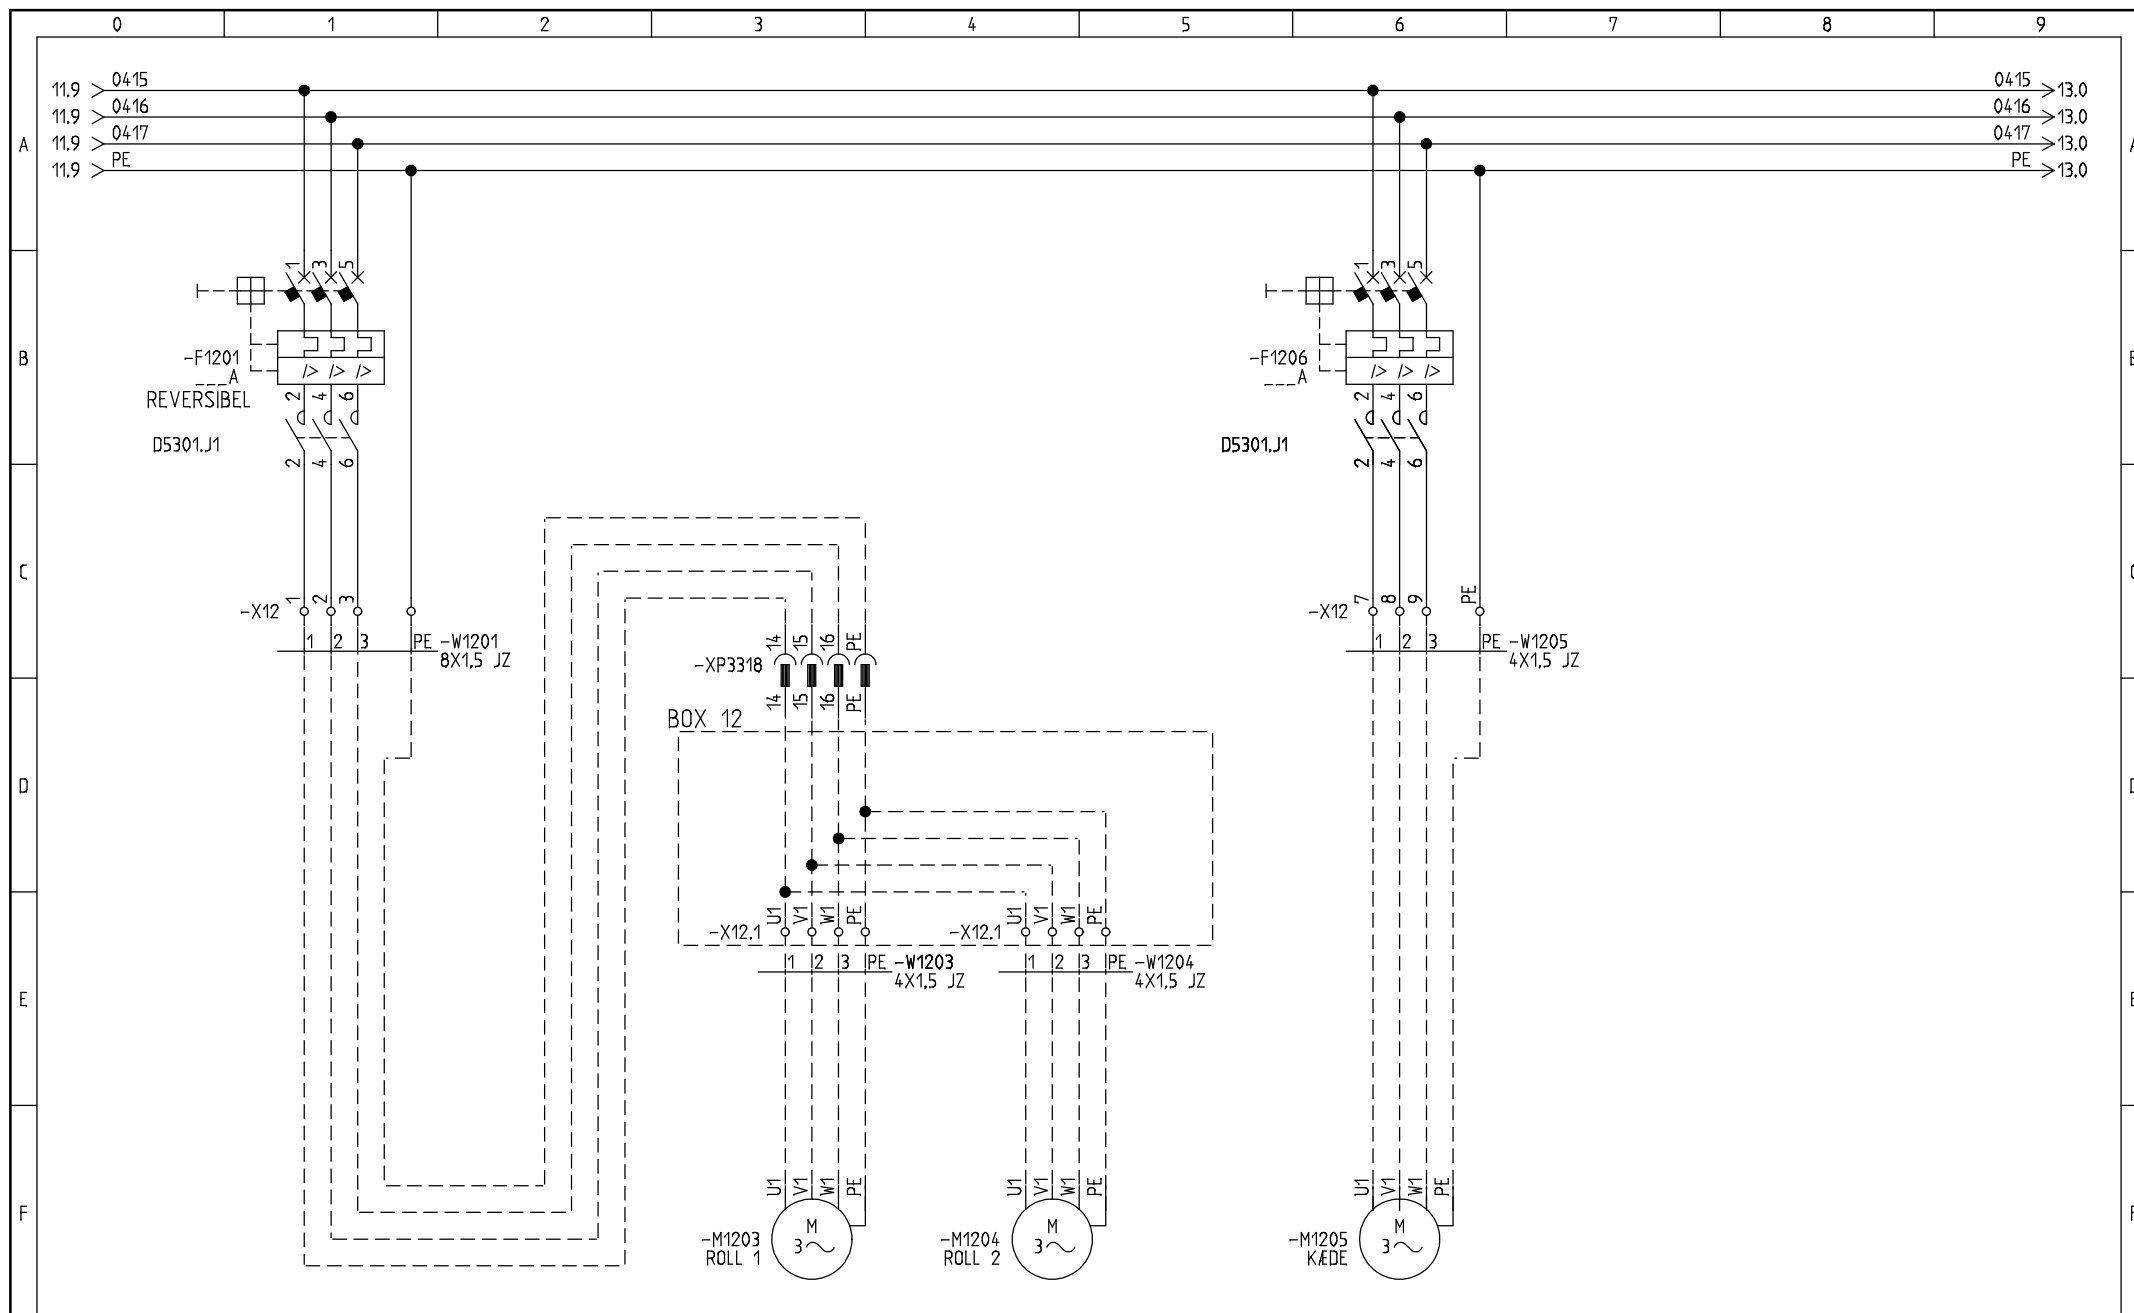 0 1 2 3 4 5 6 7 8 9
11.9 0415 0415 13.0
11.9 0416 0416 13.0
A 11.9 0417 0417 13.0 A
11.9 PE PE 13.0
1 3 5 1 3 5
B -F1201 /> /> /> -F1206 /> /> />
___A ___A
REVERSIBEL 2 4 6 2 4 6
D5301.J1 D5301.J1
2 4 6 2 4 6
C
-X12 1 2 3 -X12 7 8 9 PE
1 2 3 PE -W1201 14 15 16 PE 1 2 3 PE -W1205
8X1,5 JZ -XP3318 4X1,5 JZ
14 15 16 PE
BOX 12
D
U1 V1 W1 PE U1 V1 W1 PE
-X12.1 -X12.1
1 2 3 PE -W1203 1 2 3 PE -W1204
4X1,5 JZ 4X1,5 JZ
E
U1 V1 W1 PE U1 V1 W1 PE U1 V1 W1 PE
F M M M
-M1203 3~ -M1204 3~ -M1205 3~
ROLL 1 ROLL 2 KÆDE